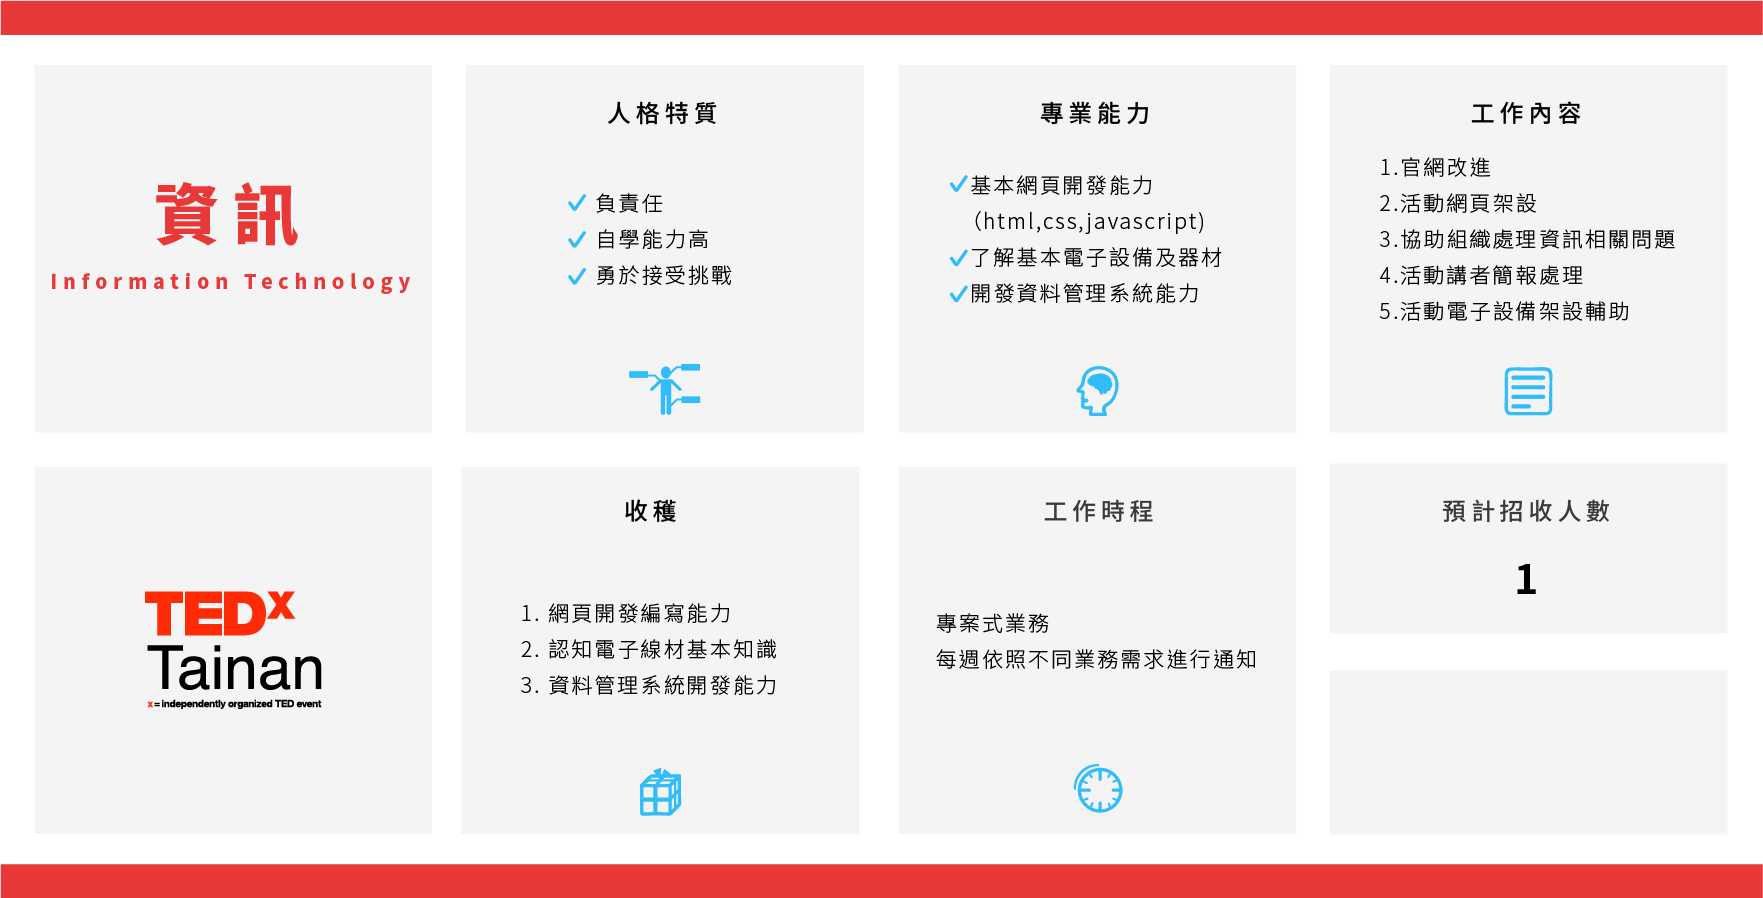 資訊
Information Technology
人格特質
負責任
自學能力高
勇於接受挑戰
專業能力
基本網頁開發能力
（html,css,javascript)
了解基本電子設備及器材
開發資料管理系統能力
工作內容
1.官網改進
2.活動網頁架設
3.協助組織處理資訊相關問題
4.活動講者簡報處理
5.活動電子設備架設輔助
TEDx
Tainan
x = independently organized TED event
收穫
1. 網頁開發編寫能力
2. 認知電子線材基本知識
3. 資料管理系統開發能力
工作時程
專案式業務
每週依照不同業務需求進行通知
預計招收人數
1